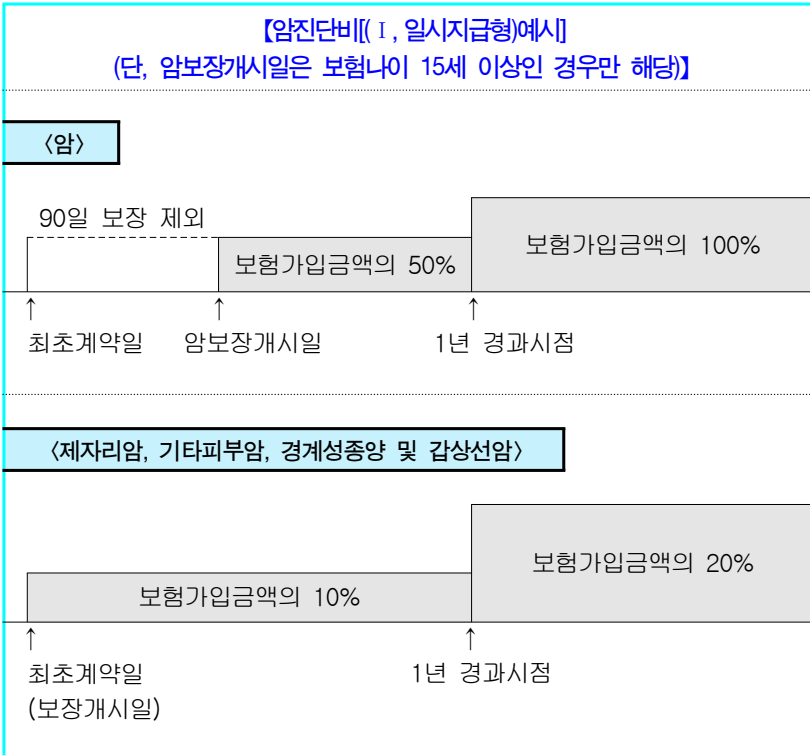 【암진단비[(Ⅰ, 일시지급형)예시]
(단, 암보장개시일은 보험나이 15세 이상인 경우만 해당)】
〈암〉
90일 보장 제외
보험가입금액의 50%
보험가입금액의 100%
↑ ↑ ↑
최초계약일 암보장개시일 1년 경과시점
〈제자리암, 기타피부암, 경계성종양 및 갑상선암〉
보험가입금액의 10%
보험가입금액의 20%
↑ ↑
최초계약일 1년 경과시점
(보장개시일)